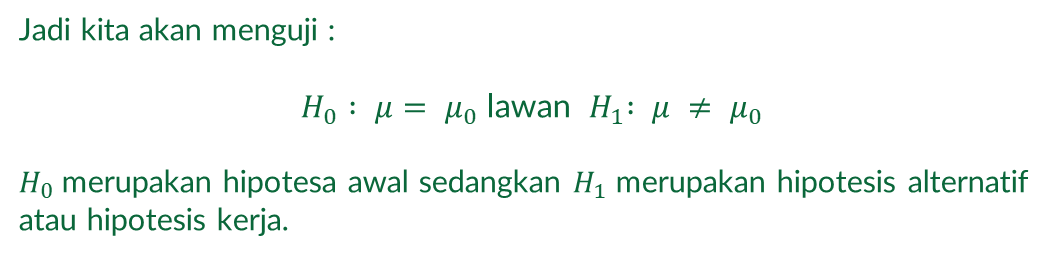 Jadi kita akan menguji :
H₀ : μ = μ₀ lawan H₁: μ ≠ μ₀
H₀ merupakan hipotesa awal sedangkan H₁ merupakan hipotesis alternatif
atau hipotesis kerja.